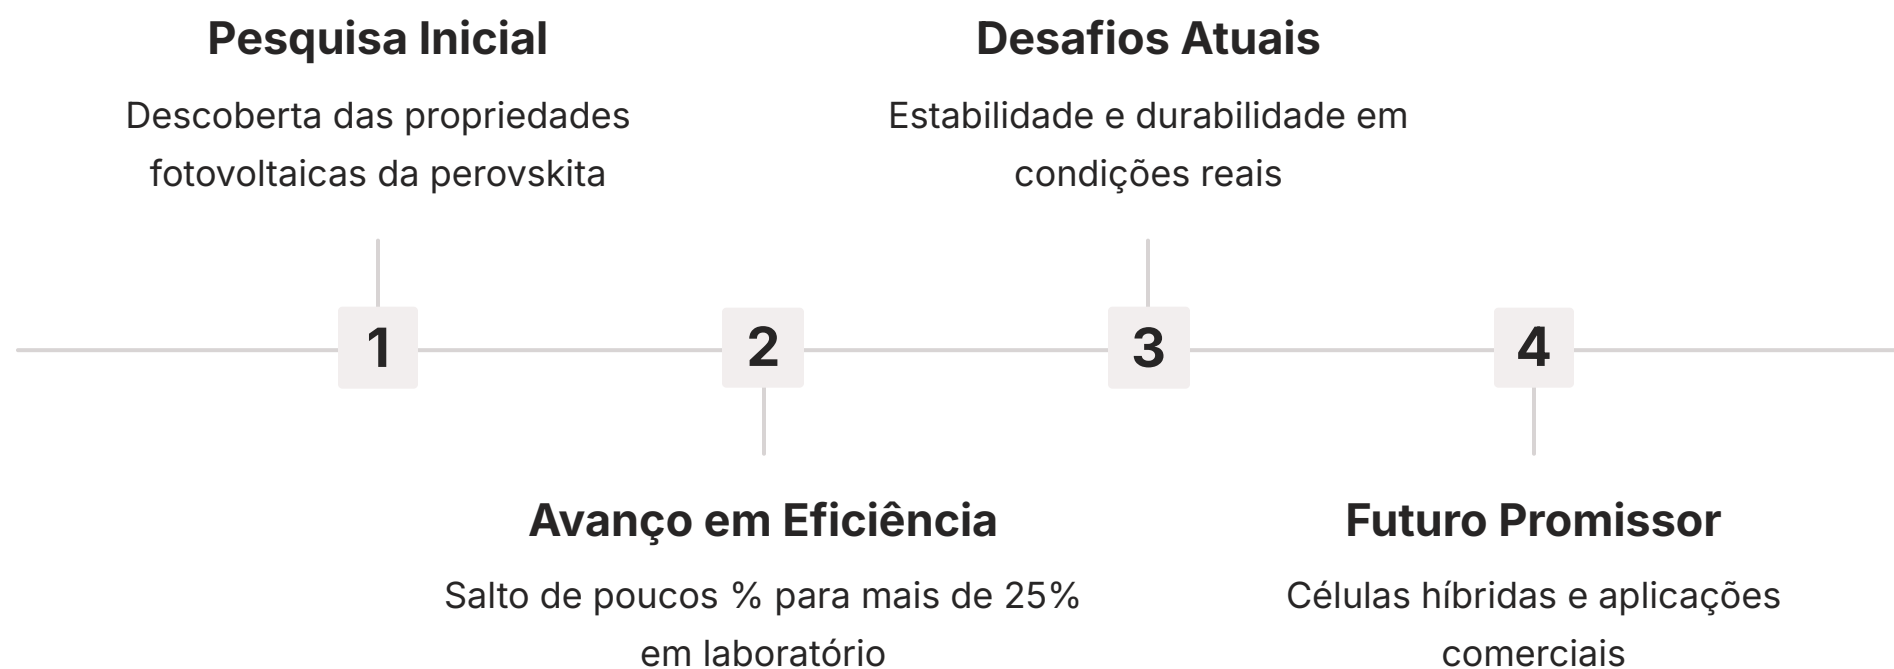 Pesquisa Inicial
Descoberta das propriedades
fotovoltaicas da perovskita
Desafios Atuais
Estabilidade e durabilidade em
condições reais
1
2
3
4
Avanço em Eficiência
Salto de poucos % para mais de 25%
em laboratório
Futuro Promissor
Células híbridas e aplicações
comerciais